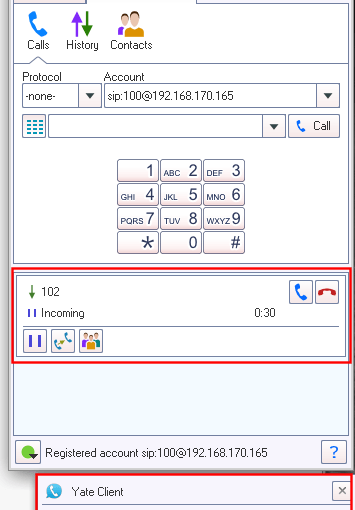 Calls History Contacts
Protocol Account
-none- sip:100@192.168.170.165
Call
1 ABC 2 DEF 3
GHI 4 JKL 5 MNO 6
PQRS 7 TUV 8 WXYZ 9
* 0 #
102
Incoming 0:30
Registered account sip:100@192.168.170.165 ?
Yate Client